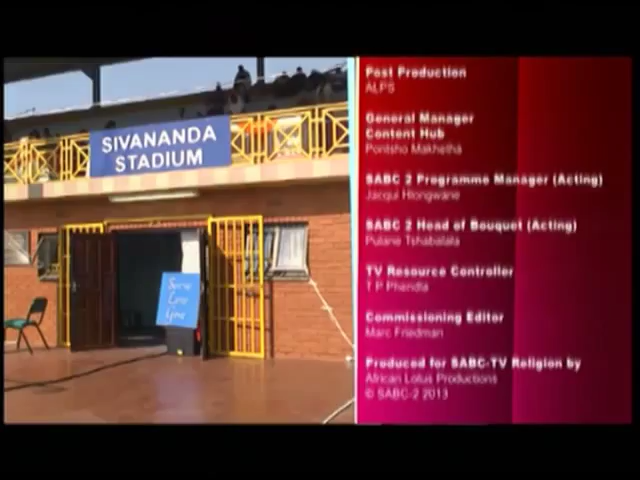 SIVANANDA
STADIUM
Serve
Love
Give
Post Production
ALPS
General Manager
Content Hub
Pontsho Makhetha
SABC 2 Programme Manager (Acting)
Jacqui Hlongwane
SABC 2 Head of Bouquet (Acting)
Pulane Tshabalala
TV Resource Controller
T P Phendla
Commissioning Editor
Marc Friedman
Produced for SABC-TV Religion by
African Lotus Productions
© SABC-2 2013